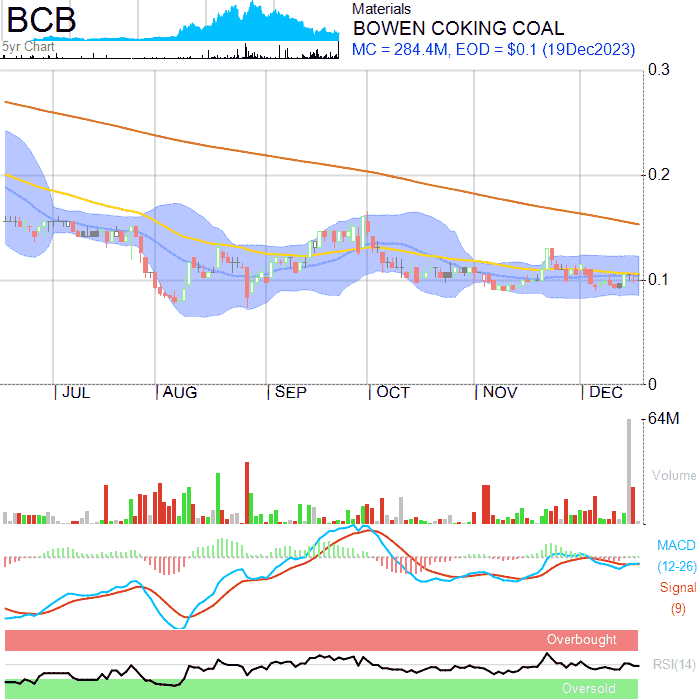 BCB
5yr Chart
Materials
BOWEN COKING COAL
MC = 284.4M, EOD = $0.1 (19Dec2023)
0.3
0.2
0.1
0
JUL AUG SEP OCT NOV DEC
64M
Volume
MACD
(12-26)
Signal
(9)
Overbought
RSI(14)
Oversold